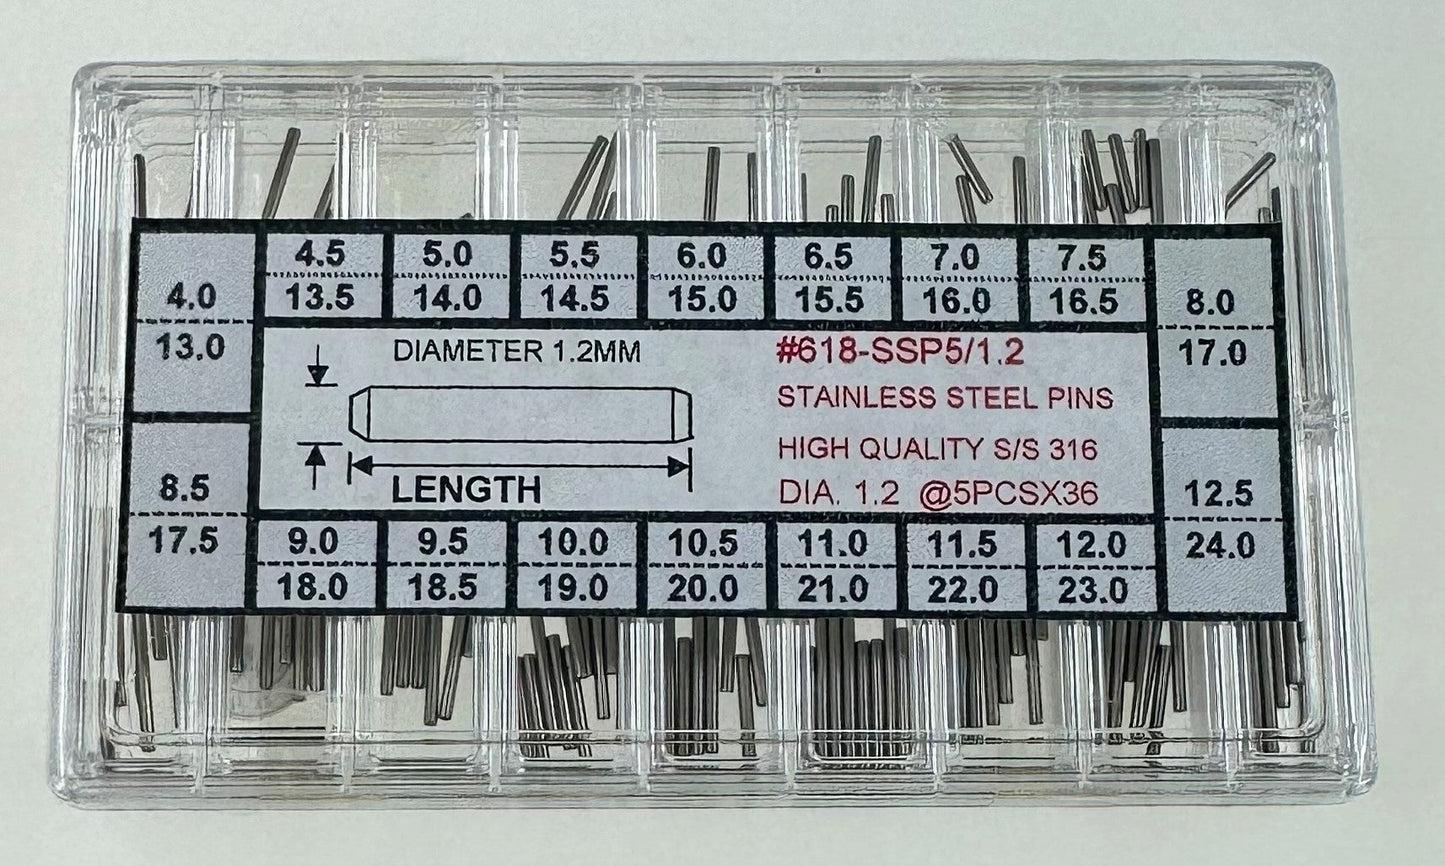 4.5 5.0 5.5 6.0 6.5 7.0 7.5
4.0 13.5 14.0 14.5 15.0 15.5 16.0 16.5 8.0
13.0 17.0
DIAMETER 1.2MM
LENGTH
#618-SSP5/1.2
STAINLESS STEEL PINS
HIGH QUALITY S/S 316
DIA. 1.2 @5PCSX36
8.5 12.5
17.5 9.0 9.5 10.0 10.5 11.0 11.5 12.0 24.0
18.0 18.5 19.0 20.0 21.0 22.0 23.0